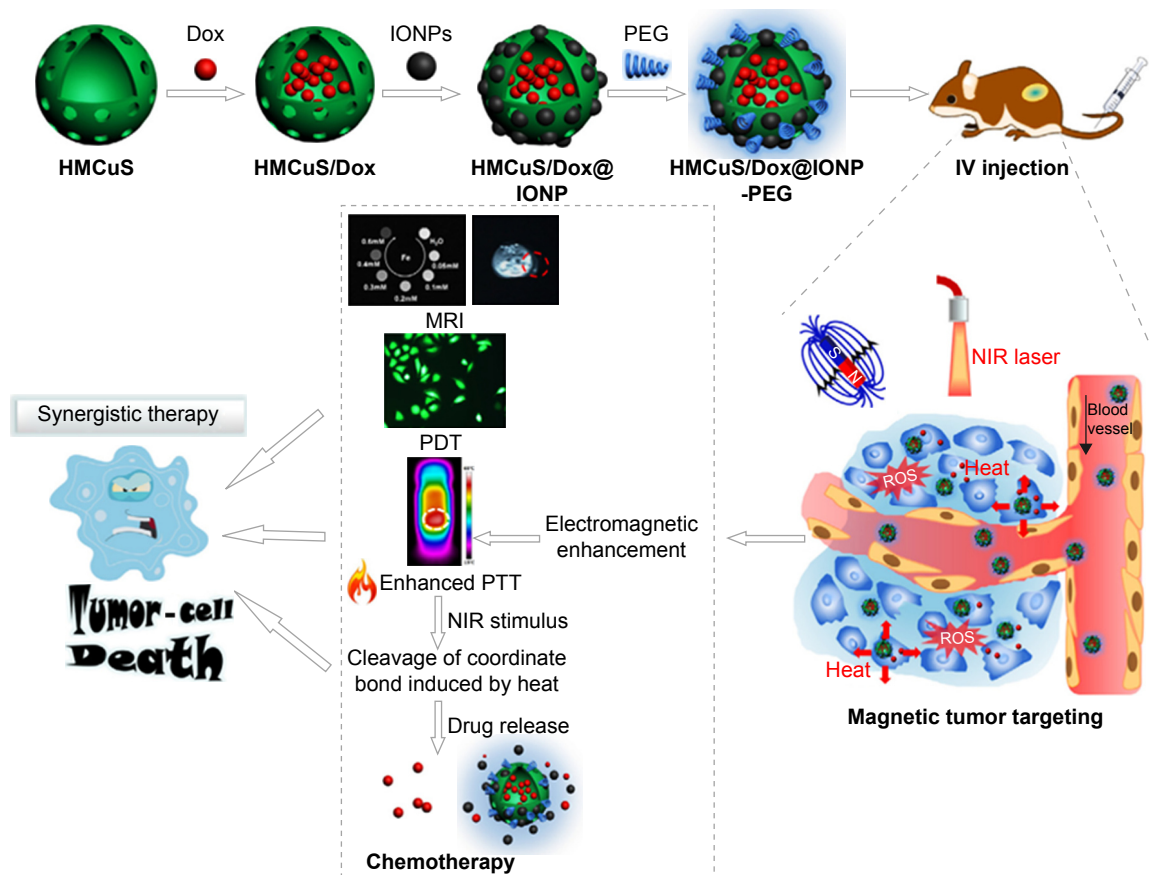 Dox
IONPs
PEG
HMCuS
HMCuS/Dox
HMCuS/Dox@
IONP
HMCuS/Dox@IONP
-PEG
IV injection
0.6mM
H₂O
0.4mM
Fe
0.05mM
0.3mM
0.1mM
0.2mM
MRI
PDT
Enhanced PTT
Electromagnetic
enhancement
NIR stimulus
Cleavage of coordinate
bond induced by heat
Drug release
Chemotherapy
Synergistic therapy
Tumor-cell
Death
S
N
NIR laser
Blood
vessel
Heat
ROS
ROS
Heat
Magnetic tumor targeting